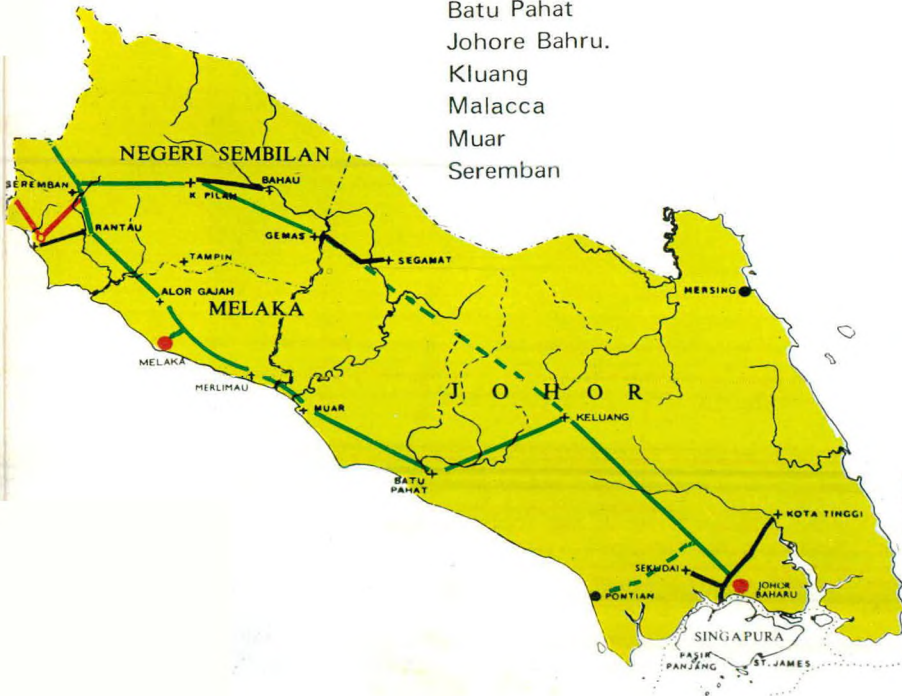 Batu Pahat
Johore Bahru.
Kluang
Malacca
Muar
Seremban
NEGERI SEMBILAN
SEREMBAN
K PILAH
BAHAU
RANTAU
GEMAS
TAMPIN
SEGAMAT
ALOR GAJAH
MELAKA
MERSING
MELAKA
MERLIMAU
JOHOR
MUAR
KELUANG
BATU
PAHAT
KOTA TINGGI
SEKUDAI
JOHOR
BAHARU
PONTIAN
SINGAPURA
PASIR
PANJANG
ST. JAMES